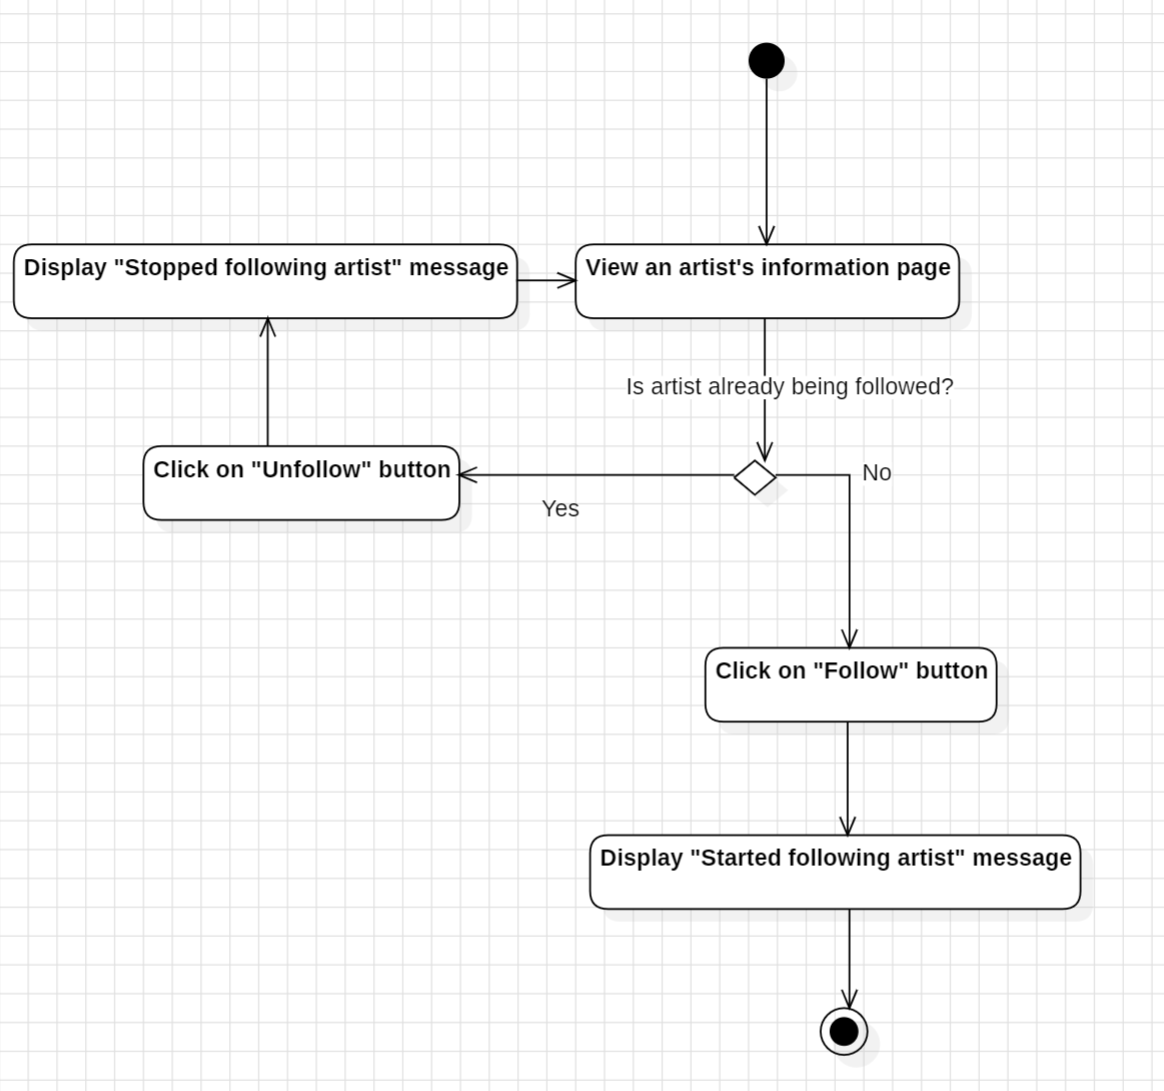 Display "Stopped following artist" message
View an artist's information page
Is artist already being followed?
Click on "Unfollow" button
No
Yes
Click on "Follow" button
Display "Started following artist" message